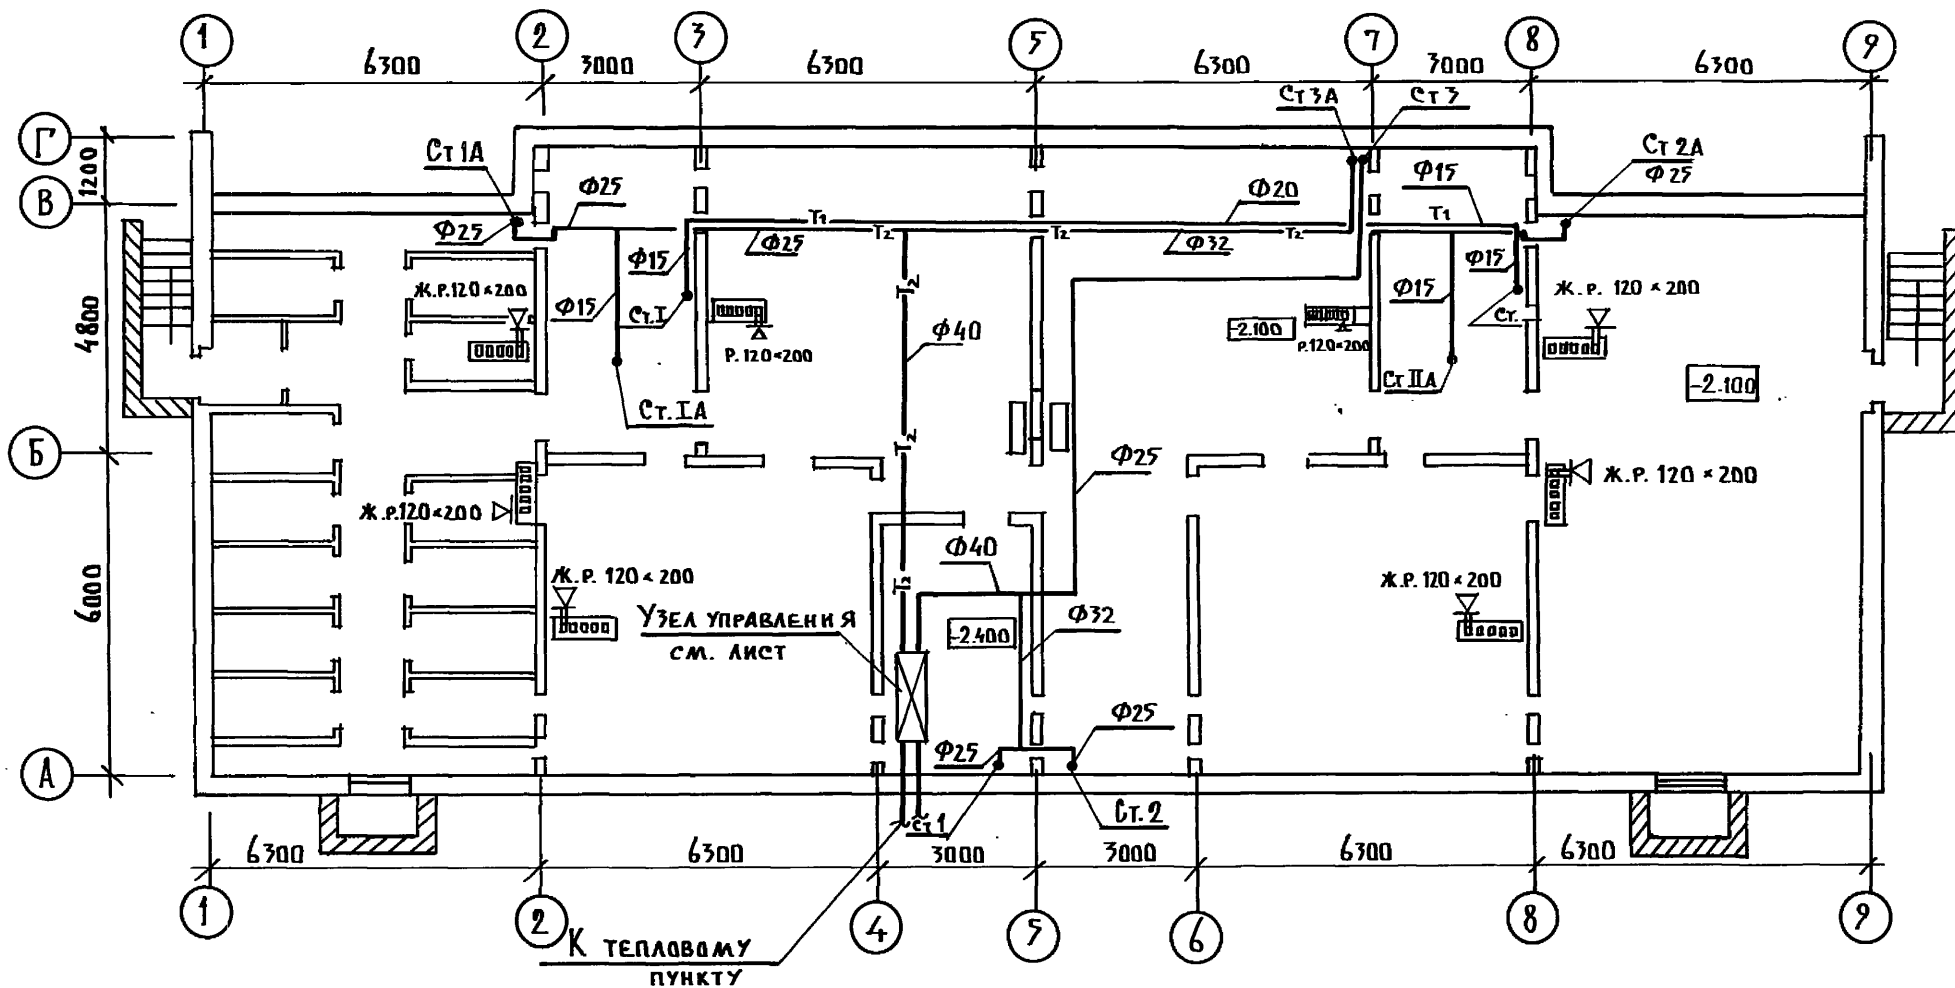 1 2 3 5 7 8 9
6300 3000 6300 6300 3000 6300
Ст 3А Ст 3
Г
1200
Ст 1А
Ст 2А
Ф 25
Ф25
Ф20
Ф15
В
Т1 Т1
Ф25 Т2 Т2 Т2
Ф25 Ф32
Ф15 Ф15
Ж.Р.120×200
Ф15
Ст.I
Т2
Ф15
Ст.
Ж.Р. 120×200
4800
Ф40
-2.100
Р. 120×200
Р.120×200
Ст IIА
-2.100
Ст. IА
Т2
Б
Ф25
Ж.Р. 120×200
Ж.Р.120×200
Ф40
6000
Ж.Р. 120×200
Т2
Ж.Р. 120×200
Узел управления
см. лист
-2.400
Ф32
Ф25
Ф25
А
Ст 1
Ст. 2
6300 6300 3000 3000 6300 6300
1 2 4 5 6 8 9
К тепловому
пункту